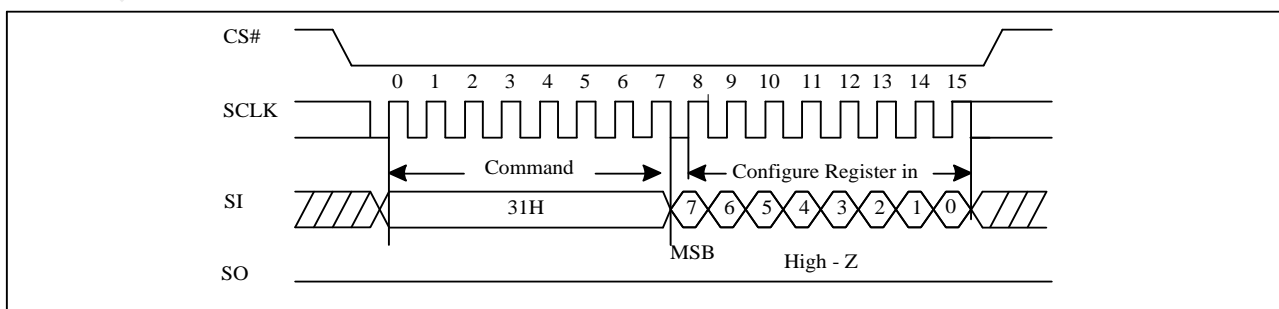 CS#
0 1 2 3 4 5 6 7 8 9 10 11 12 13 14 15
SCLK
Command Configure Register in
SI 31H 7 6 5 4 3 2 1 0
MSB High - Z
SO